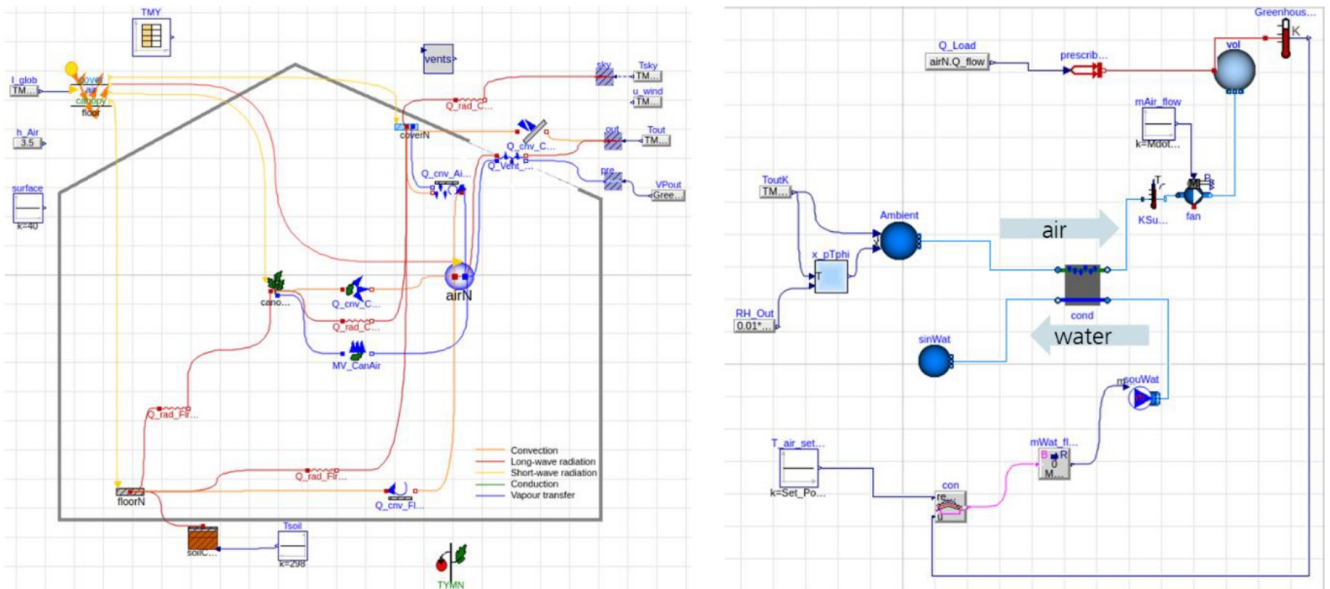 TMY
I_glob
TM...
cover
air
canopy
floor
vents
sky
Tsky
TM...
u_wind
TM...
Q_rad_C...
h_Air
3.5
coverN
Q_cnv_C...
out
Tout
TM...
Q_Vent_...
Q_cnv_Ai...
pre
VPout
Gree...
surface
k=40
cano...
Q_cnv_C...
airN
Q_rad_C...
MV_CanAir
Q_rad_Flr...
Convection
Long-wave radiation
Short-wave radiation
Conduction
Vapour transfer
Q_rad_Flr...
floorN
Q_cnv_Fl...
soilC...
Tsoil
k=298
TYMN
Greenhous...
K
Q_Load
airN.Q_flow
prescrib...
vol
mAir_flow
k=Mdot...
ToutK
TM...
Ambient
air
T
KSu...
M
P
fan
x_pTphi
T
RH_Out
0.01*...
cond
water
sinWat
souWat
T_air_set...
k=Set_Po...
mWat_fl...
B
R
0
M...
con
re...
u